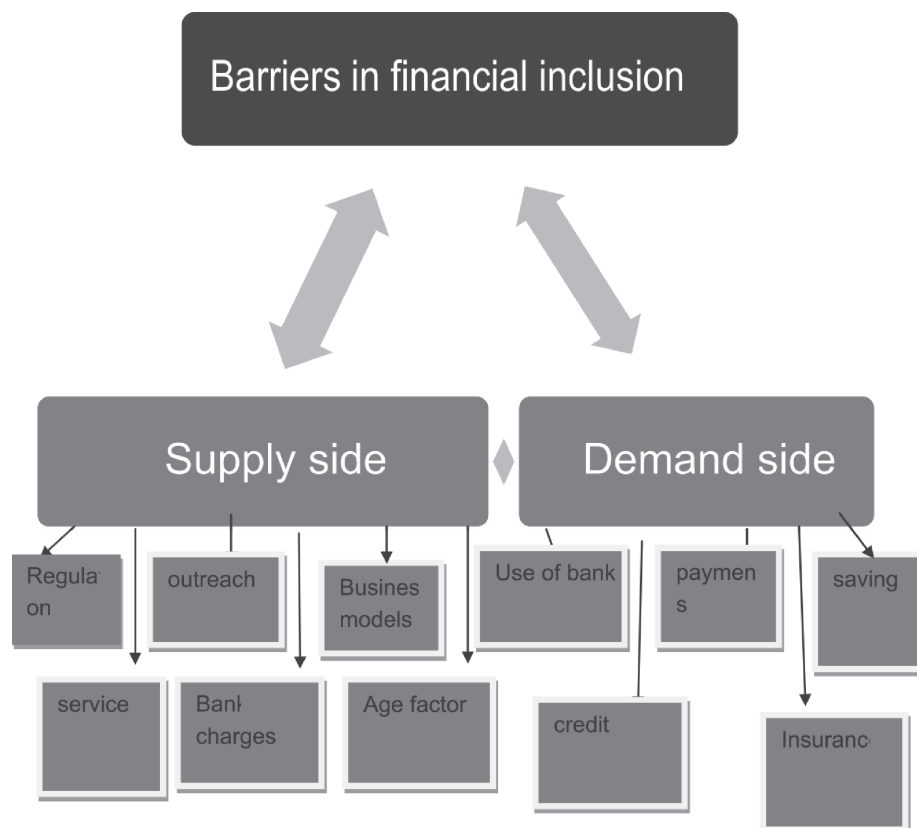 Barriers in financial inclusion
Supply side
Demand side
Regulat
on
outreach
Busines
models
Use of bank
paymen
s
saving
service
Bank
charges
Age factor
credit
Insuranc